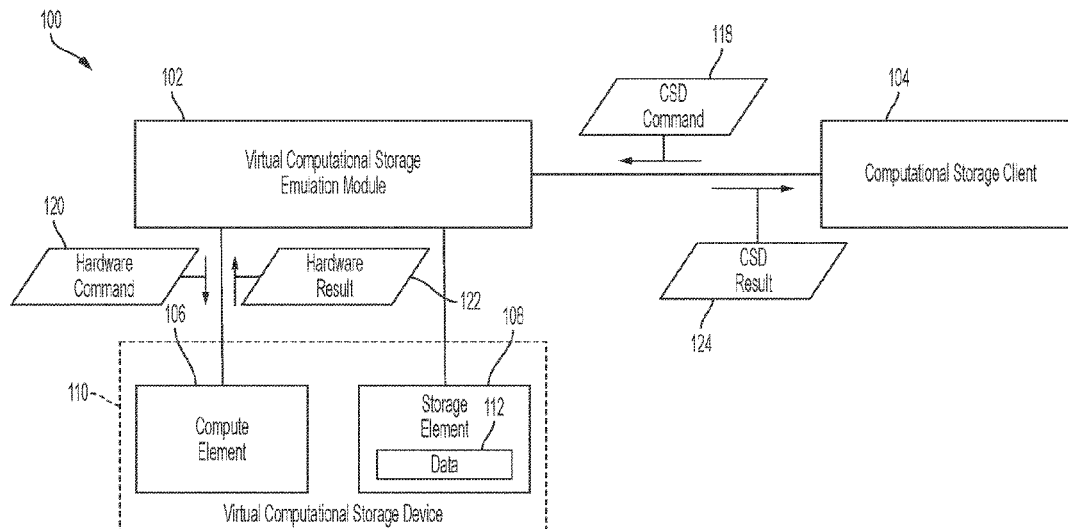 100
102
118
104
CSD
Command
Virtual Computational Storage
Emulation Module
Computational Storage Client
120
Hardware
Command
Hardware
Result
122
CSD
Result
124
106
108
110
Compute
Element
Storage
Element
112
Data
Virtual Computational Storage Device